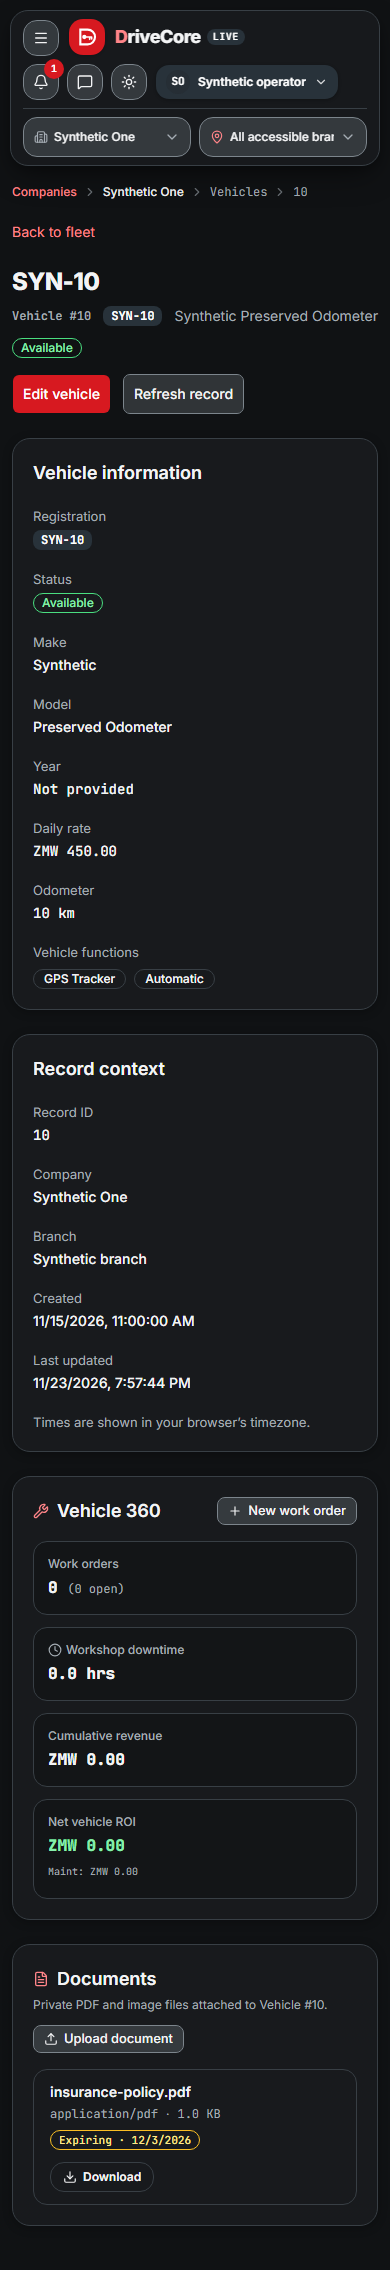 DriveCore LIVE
1
SO Synthetic operator
Synthetic One
All accessible bran
Companies > Synthetic One > Vehicles > 10
Back to fleet
SYN-10
Vehicle #10 SYN-10 Synthetic Preserved Odometer
Available
Edit vehicle Refresh record
Vehicle information
Registration
SYN-10
Status
Available
Make
Synthetic
Model
Preserved Odometer
Year
Not provided
Daily rate
ZMW 450.00
Odometer
10 km
Vehicle functions
GPS Tracker Automatic
Record context
Record ID
10
Company
Synthetic One
Branch
Synthetic branch
Created
11/15/2026, 11:00:00 AM
Last updated
11/23/2026, 7:57:44 PM
Times are shown in your browser’s timezone.
Vehicle 360
+ New work order
Work orders
0 (0 open)
Workshop downtime
0.0 hrs
Cumulative revenue
ZMW 0.00
Net vehicle ROI
ZMW 0.00
Maint: ZMW 0.00
Documents
Private PDF and image files attached to Vehicle #10.
Upload document
insurance-policy.pdf
application/pdf · 1.0 KB
Expiring · 12/3/2026
Download